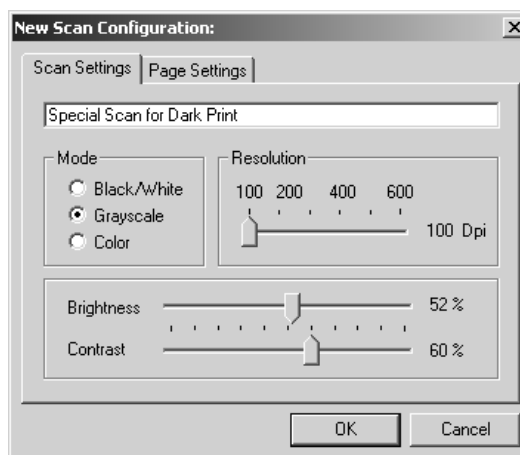 New Scan Configuration:
Scan Settings Page Settings
Special Scan for Dark Print
Mode
Black/White
Grayscale
Color
Resolution
100 200 400 600
100 Dpi
Brightness 52 %
Contrast 60 %
OK Cancel